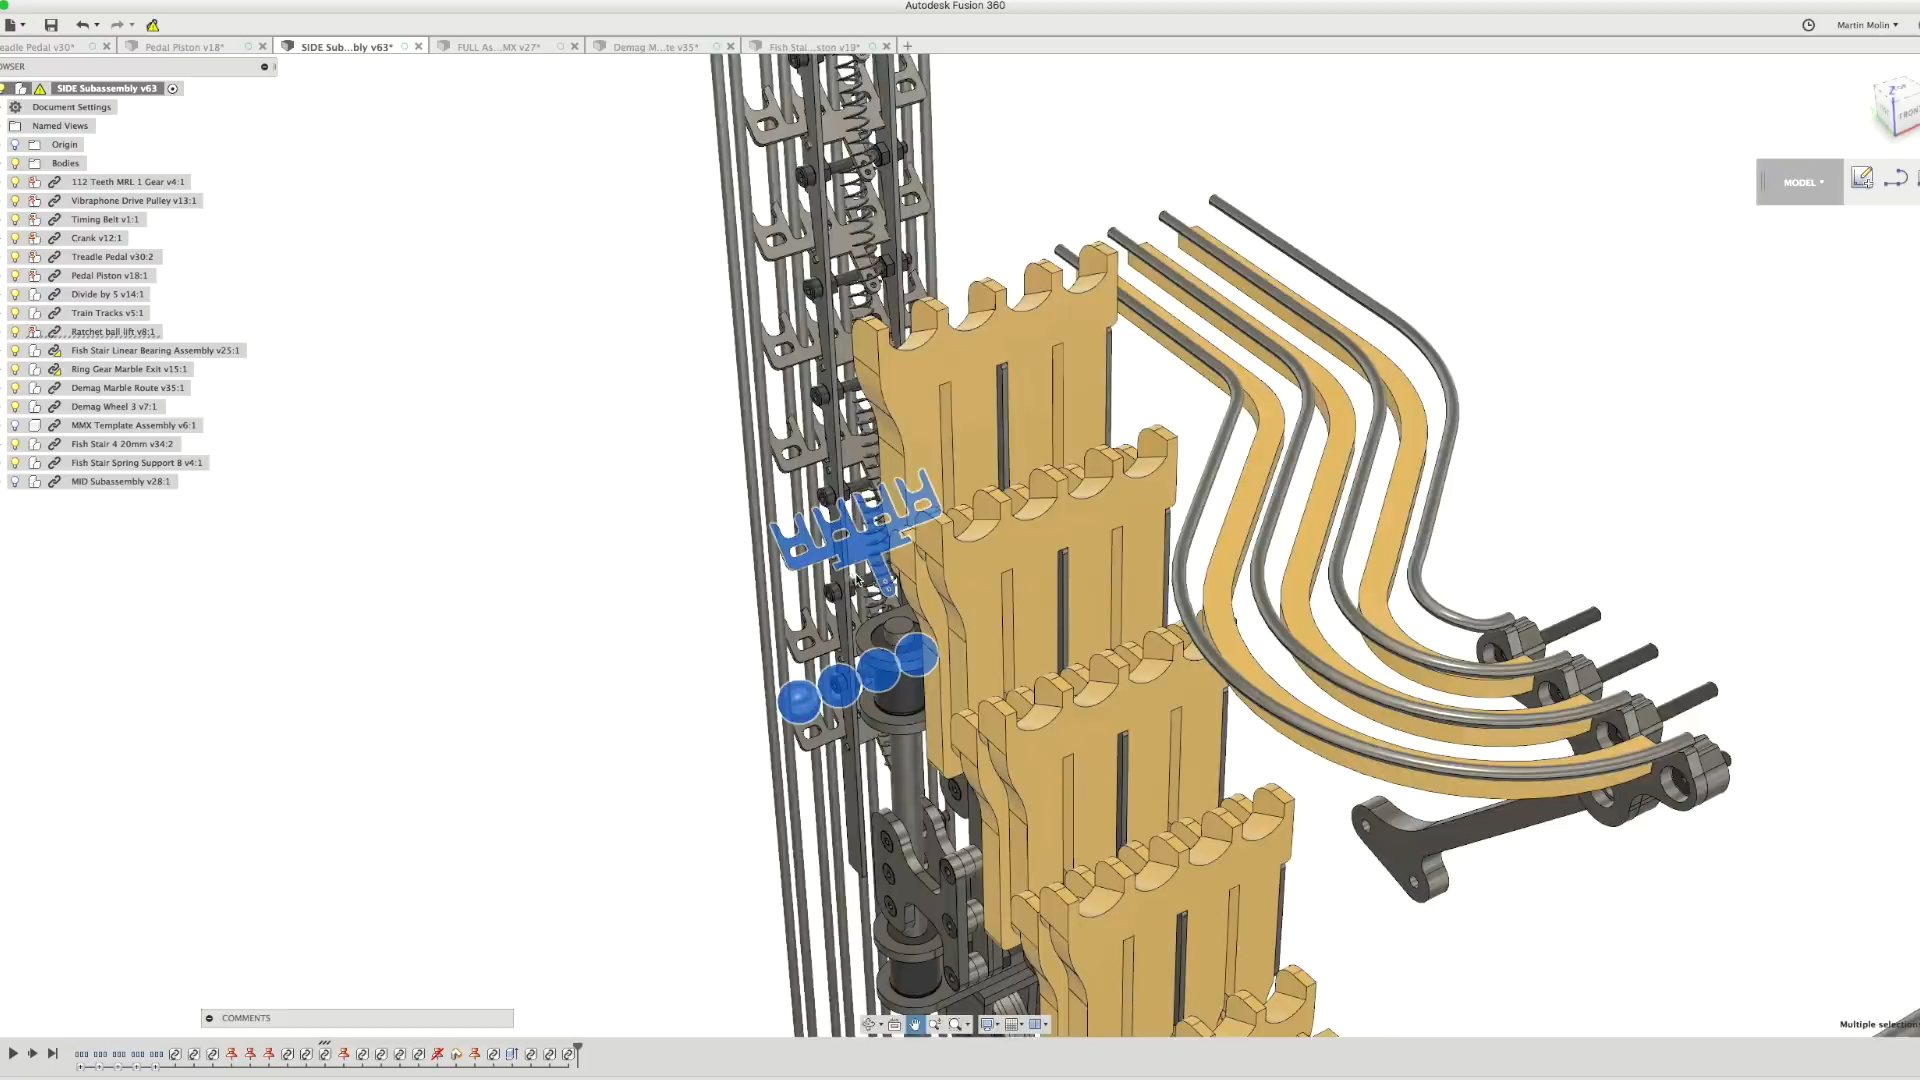 Autodesk Fusion 360
Martin Molin
eadle Pedal v30*
Pedal Piston v18*
SIDE Sub...bly v63*
FULL As...MX v27*
Demag M...te v35*
Fish Stai...ston v19*
WSER
SIDE Subassembly v63
Document Settings
Named Views
Origin
Bodies
112 Teeth MRL 1 Gear v4:1
Vibraphone Drive Pulley v13:1
Timing Belt v1:1
Crank v12:1
Treadle Pedal v30:2
Pedal Piston v18:1
Divide by 5 v14:1
Train Tracks v5:1
Ratchet ball lift v8:1
Fish Stair Linear Bearing Assembly v25:1
Ring Gear Marble Exit v15:1
Demag Marble Route v35:1
Demag Wheel 3 v7:1
MMX Template Assembly v6:1
Fish Stair 4 20mm v34:2
Fish Stair Spring Support B v4:1
MID Subassembly v28:1
FRONT
MODEL
COMMENTS
Multiple selection